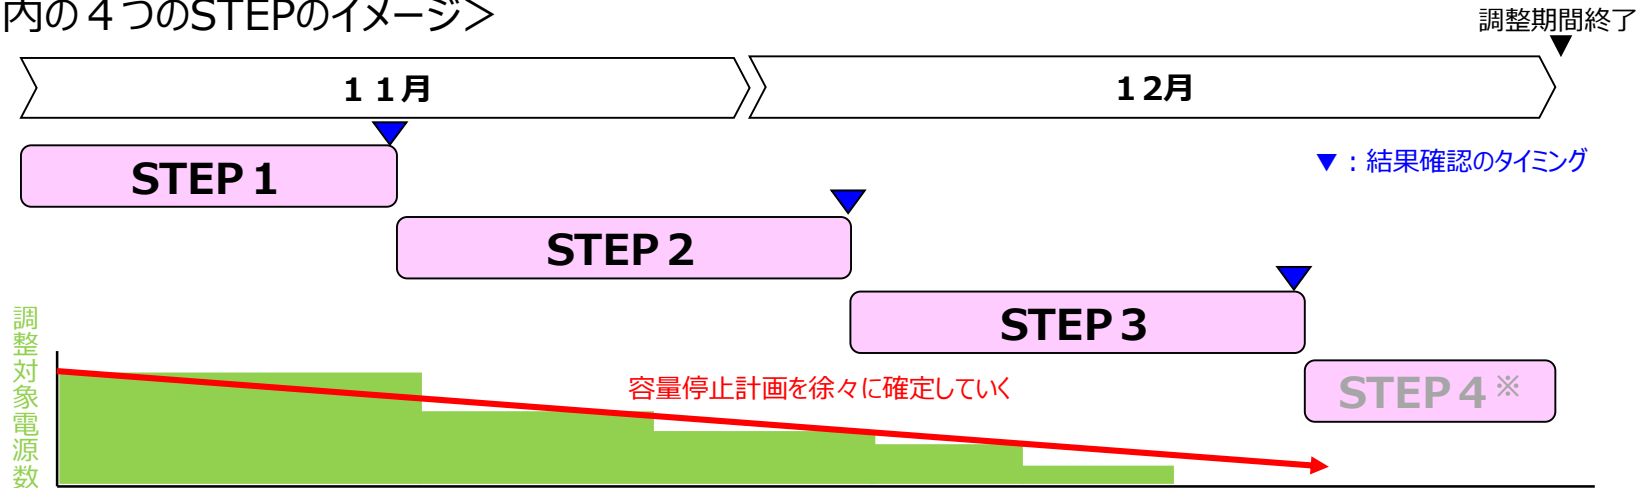 内の４つのSTEPのイメージ＞
調整期間終了
▼
１１月
１２月
STEP１
▼：結果確認のタイミング
STEP２
STEP３
調整対象電源数
容量停止計画を徐々に確定していく
STEP４※